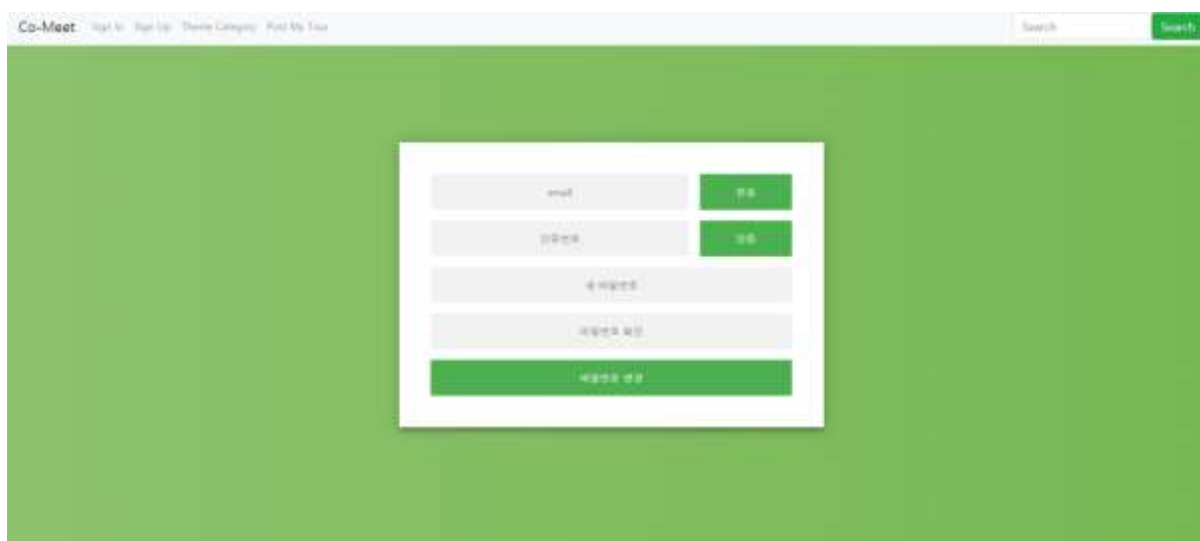 Co-Meet Sign In Sign Up Theme Category Post My Tour Search Search
email 전송
인증번호 인증
새 비밀번호
비밀번호 확인
비밀번호 변경